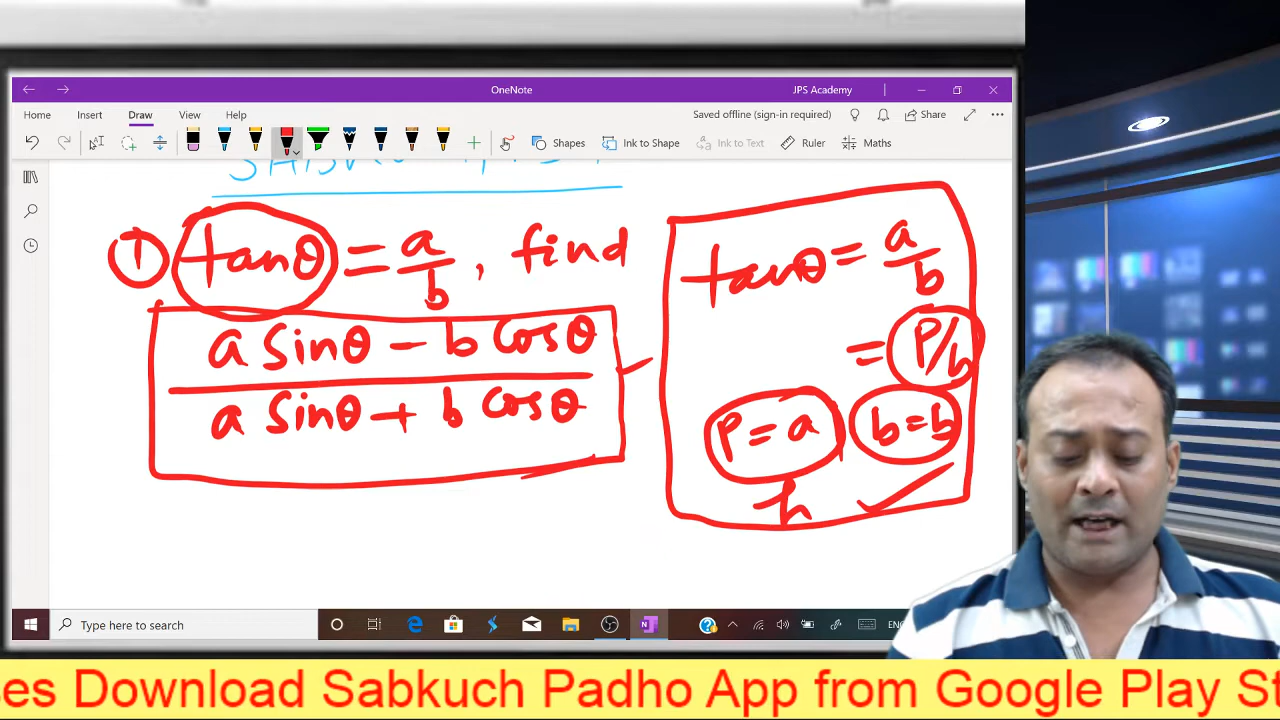 OneNote
JPS Academy
Home Insert Draw View Help
Saved offline (sign-in required)
Share
Shapes
Ink to Shape
Ink to Text
Ruler
Maths
① tanθ = a/b, find
a sinθ - b cosθ
a sinθ + b cosθ
tanθ = a/b
= P/b
P = a b = b
h
Type here to search
ENG
Download Sabkuch Padho App from Google Play